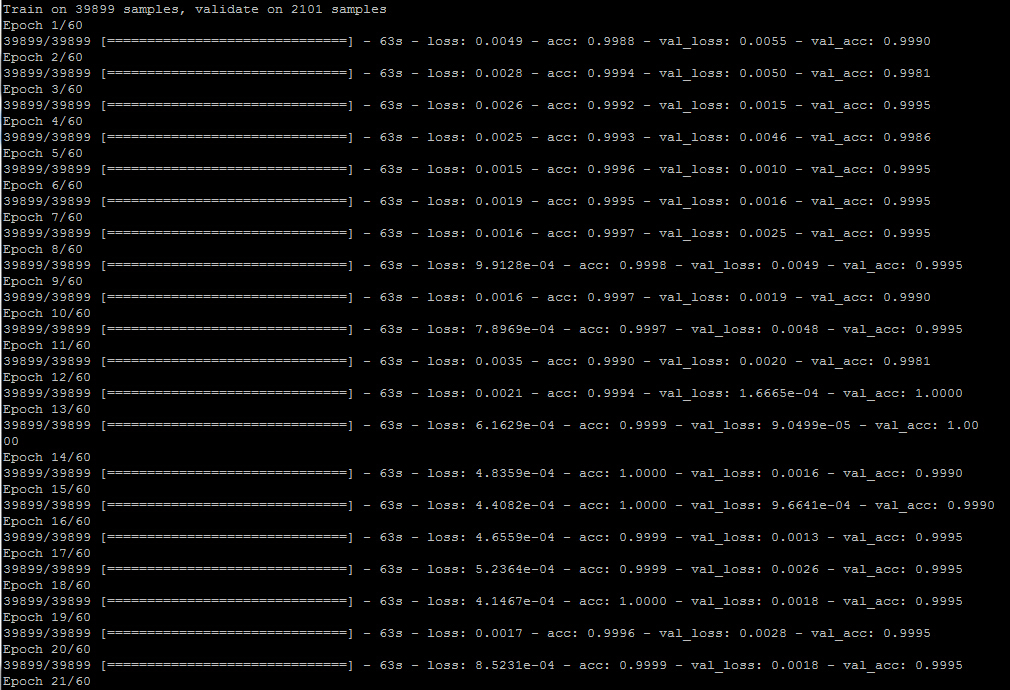 Train on 39899 samples, validate on 2101 samples
Epoch 1/60
39899/39899 [==============================] - 63s - loss: 0.0049 - acc: 0.9988 - val_loss: 0.0055 - val_acc: 0.9990
Epoch 2/60
39899/39899 [==============================] - 63s - loss: 0.0028 - acc: 0.9994 - val_loss: 0.0050 - val_acc: 0.9981
Epoch 3/60
39899/39899 [==============================] - 63s - loss: 0.0026 - acc: 0.9992 - val_loss: 0.0015 - val_acc: 0.9995
Epoch 4/60
39899/39899 [==============================] - 63s - loss: 0.0025 - acc: 0.9993 - val_loss: 0.0046 - val_acc: 0.9986
Epoch 5/60
39899/39899 [==============================] - 63s - loss: 0.0015 - acc: 0.9996 - val_loss: 0.0010 - val_acc: 0.9995
Epoch 6/60
39899/39899 [==============================] - 63s - loss: 0.0019 - acc: 0.9995 - val_loss: 0.0016 - val_acc: 0.9995
Epoch 7/60
39899/39899 [==============================] - 63s - loss: 0.0016 - acc: 0.9997 - val_loss: 0.0025 - val_acc: 0.9995
Epoch 8/60
39899/39899 [==============================] - 63s - loss: 9.9128e-04 - acc: 0.9998 - val_loss: 0.0049 - val_acc: 0.9995
Epoch 9/60
39899/39899 [==============================] - 63s - loss: 0.0016 - acc: 0.9997 - val_loss: 0.0019 - val_acc: 0.9990
Epoch 10/60
39899/39899 [==============================] - 63s - loss: 7.8969e-04 - acc: 0.9997 - val_loss: 0.0048 - val_acc: 0.9995
Epoch 11/60
39899/39899 [==============================] - 63s - loss: 0.0035 - acc: 0.9990 - val_loss: 0.0020 - val_acc: 0.9981
Epoch 12/60
39899/39899 [==============================] - 63s - loss: 0.0021 - acc: 0.9994 - val_loss: 1.6665e-04 - val_acc: 1.0000
Epoch 13/60
39899/39899 [==============================] - 63s - loss: 6.1629e-04 - acc: 0.9999 - val_loss: 9.0499e-05 - val_acc: 1.00
00
Epoch 14/60
39899/39899 [==============================] - 63s - loss: 4.8359e-04 - acc: 1.0000 - val_loss: 0.0016 - val_acc: 0.9990
Epoch 15/60
39899/39899 [==============================] - 63s - loss: 4.4082e-04 - acc: 1.0000 - val_loss: 9.6641e-04 - val_acc: 0.9990
Epoch 16/60
39899/39899 [==============================] - 63s - loss: 4.6559e-04 - acc: 0.9999 - val_loss: 0.0013 - val_acc: 0.9995
Epoch 17/60
39899/39899 [==============================] - 63s - loss: 5.2364e-04 - acc: 0.9999 - val_loss: 0.0026 - val_acc: 0.9995
Epoch 18/60
39899/39899 [==============================] - 63s - loss: 4.1467e-04 - acc: 1.0000 - val_loss: 0.0018 - val_acc: 0.9995
Epoch 19/60
39899/39899 [==============================] - 63s - loss: 0.0017 - acc: 0.9996 - val_loss: 0.0028 - val_acc: 0.9995
Epoch 20/60
39899/39899 [==============================] - 63s - loss: 8.5231e-04 - acc: 0.9999 - val_loss: 0.0018 - val_acc: 0.9995
Epoch 21/60